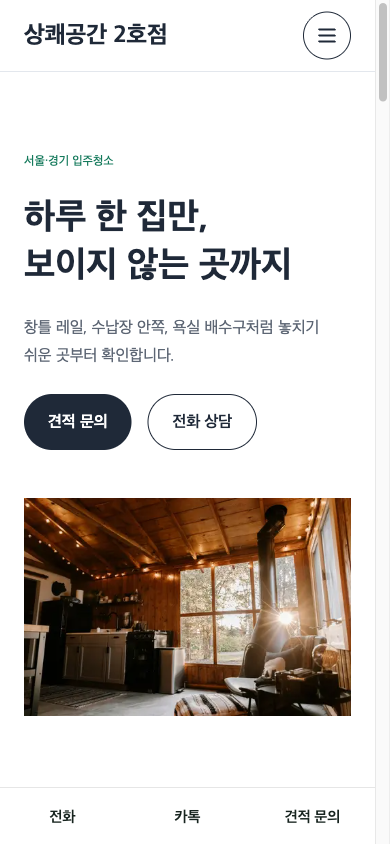 상쾌공간 2호점
서울·경기 입주청소
하루 한 집만,
보이지 않는 곳까지
창틀 레일, 수납장 안쪽, 욕실 배수구처럼 놓치기
쉬운 곳부터 확인합니다.
견적 문의
전화 상담
전화
카톡
견적 문의